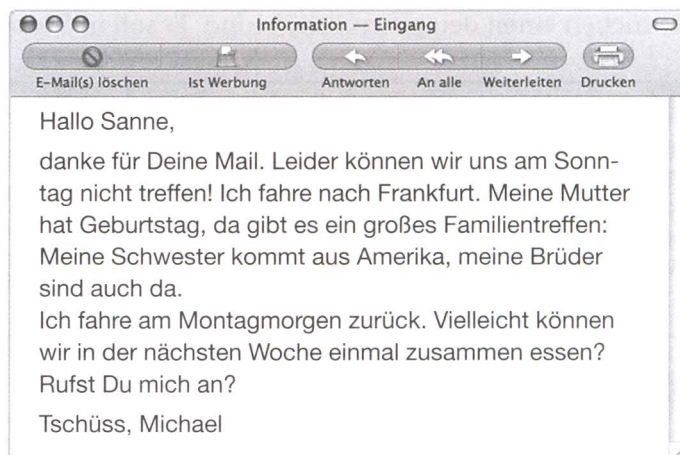 Information — Eingang
E-Mail(s) löschen Ist Werbung Antworten An alle Weiterleiten Drucken
Hallo Sanne,
danke für Deine Mail. Leider können wir uns am Sonn-
tag nicht treffen! Ich fahre nach Frankfurt. Meine Mutter
hat Geburtstag, da gibt es ein großes Familientreffen:
Meine Schwester kommt aus Amerika, meine Brüder
sind auch da.
Ich fahre am Montagmorgen zurück. Vielleicht können
wir in der nächsten Woche einmal zusammen essen?
Rufst Du mich an?
Tschüss, Michael